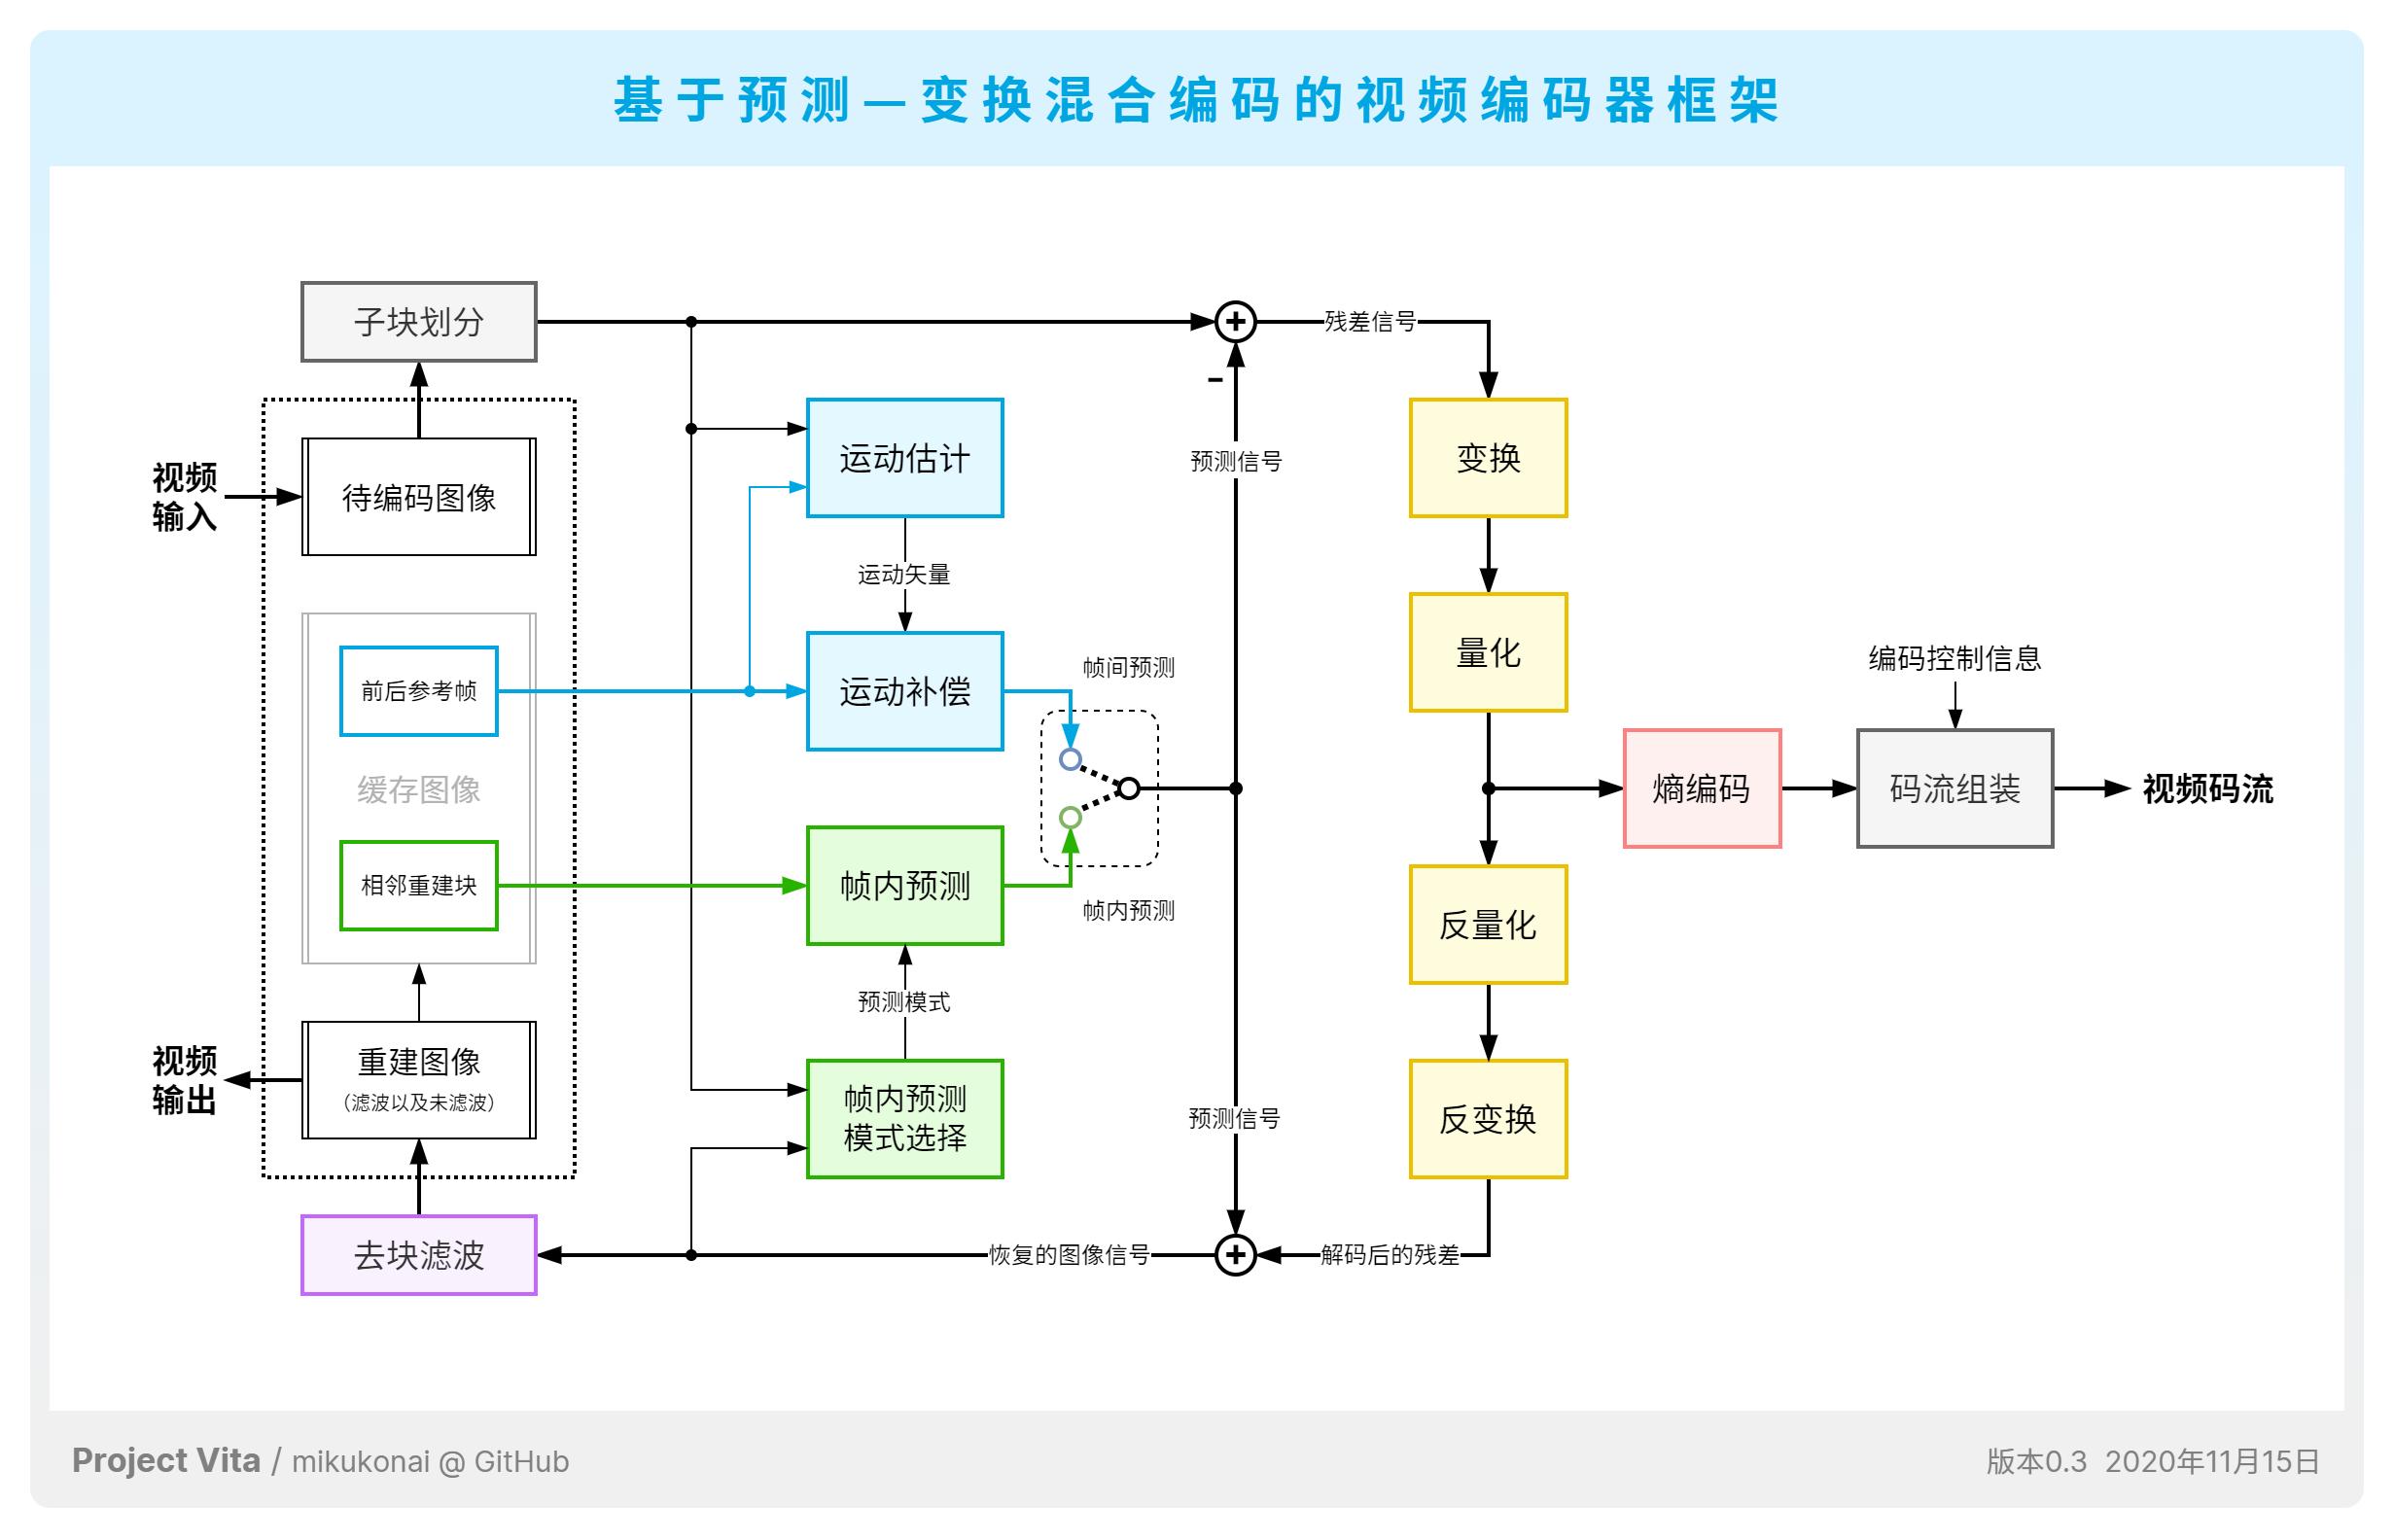 基于预测—变换混合编码的视频编码器框架
子块划分
残差信号
视频
输入
待编码图像
运动估计
预测信号
变换
运动矢量
前后参考帧
运动补偿
帧间预测
量化
编码控制信息
缓存图像
熵编码
码流组装
视频码流
相邻重建块
帧内预测
帧内预测
反量化
预测模式
视频
输出
重建图像
（滤波以及未滤波）
帧内预测
模式选择
预测信号
反变换
去块滤波
恢复的图像信号
解码后的残差
Project Vita / mikukonai @ GitHub
版本0.3 2020年11月15日